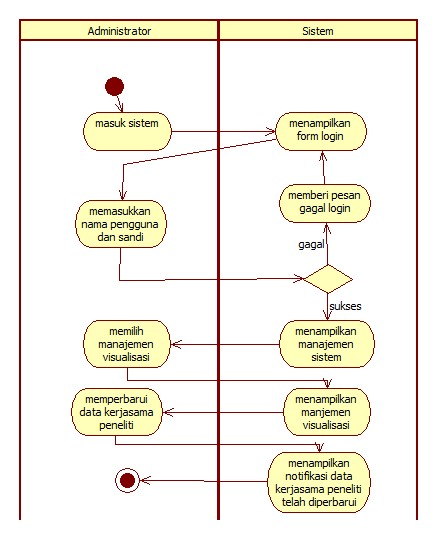 Administrator
Sistem
masuk sistem
menampilkan
form login
memasukkan
nama pengguna
dan sandi
memberi pesan
gagal login
gagal
sukses
memilih
manajemen
visualisasi
menampilkan
manajemen
sistem
memperbarui
data kerjasama
peneliti
menampilkan
manjemen
visualisasi
menampilkan
notifkasi data
kerjasama peneliti
telah diperbarui